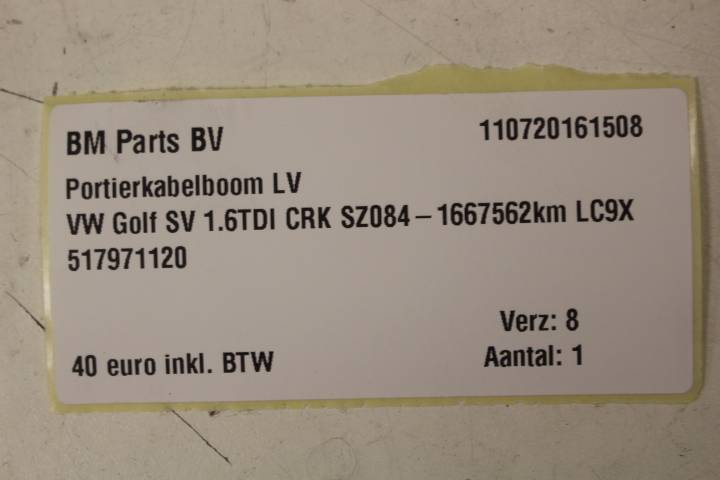 BM Parts BV 110720161508
Portierkabelboom LV
VW Golf SV 1.6TDI CRK SZ084 – 1667562km LC9X
517971120
Verz: 8
40 euro inkl. BTW Aantal: 1